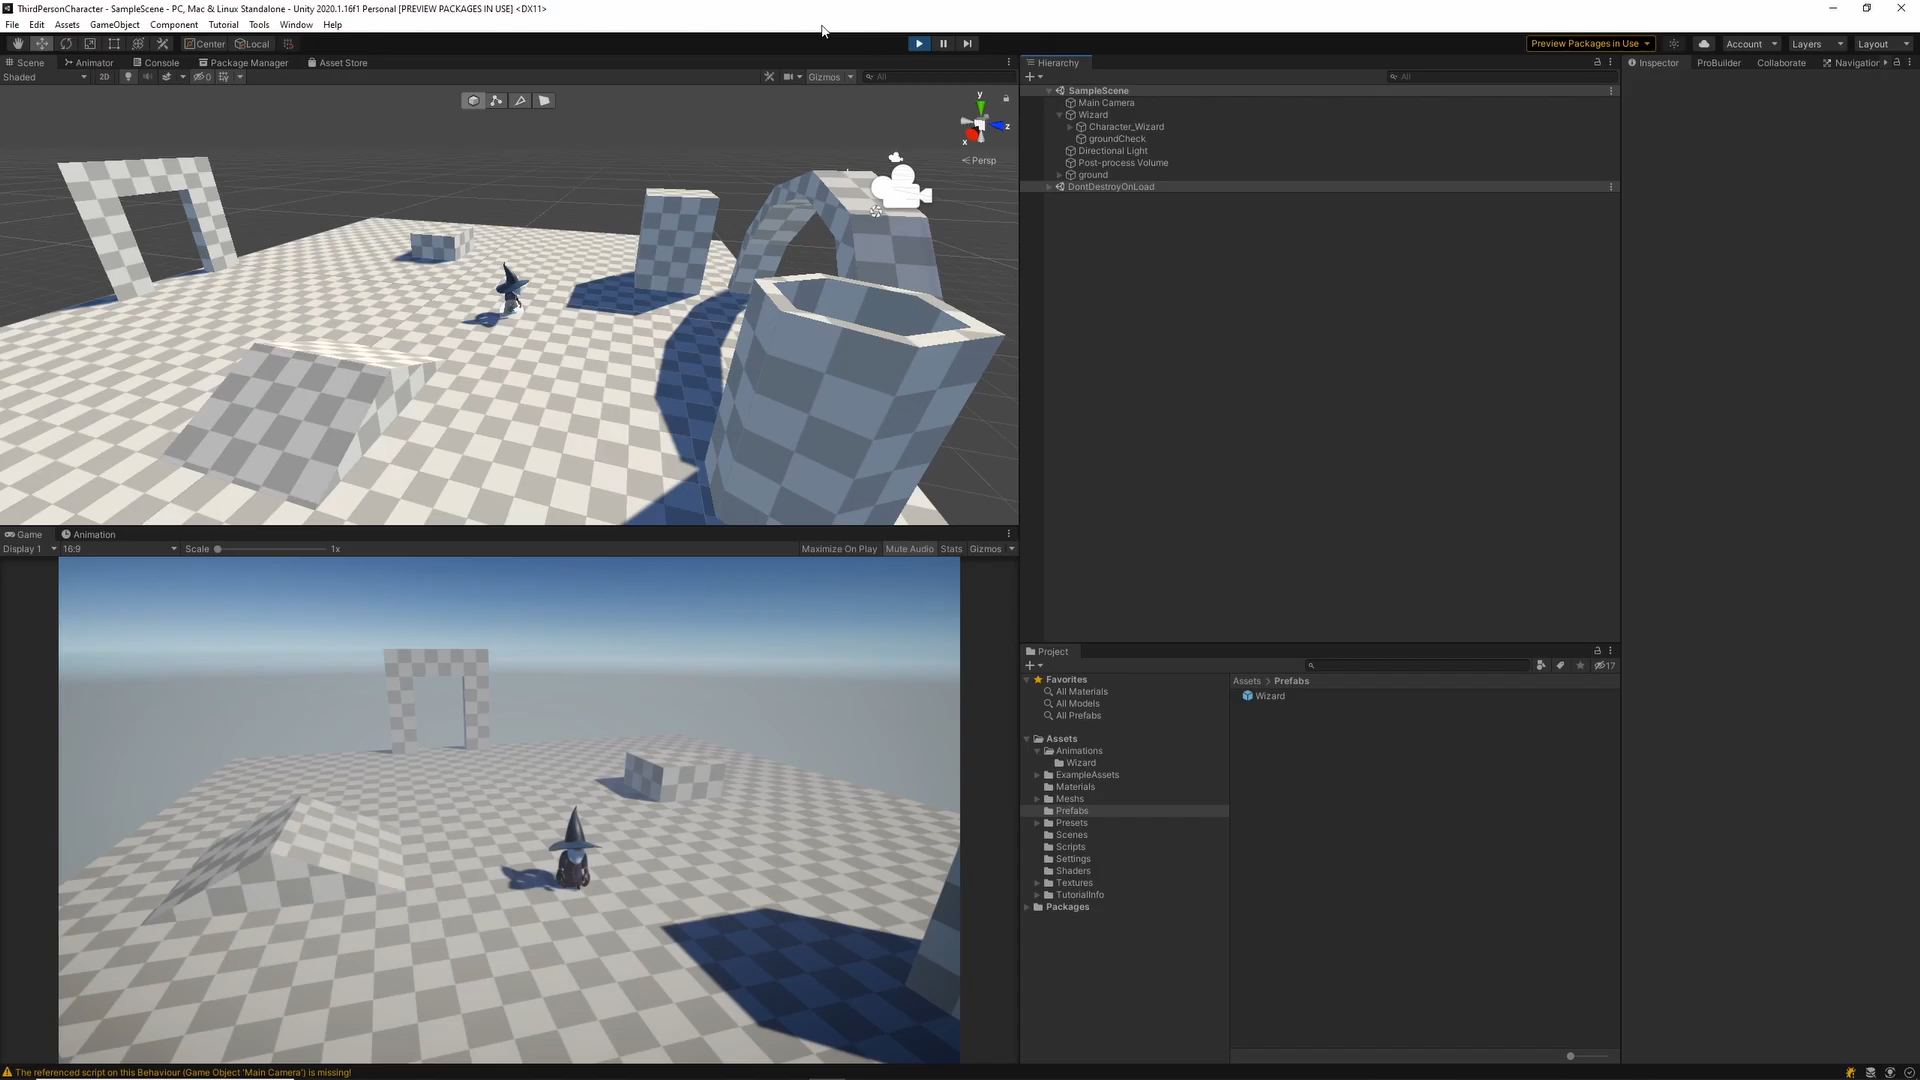 ThirdPersonCharacter - SampleScene - PC, Mac & Linux Standalone - Unity 2020.1.16f1 Personal [PREVIEW PACKAGES IN USE] <DX11>
File Edit Assets GameObject Component Tutorial Tools Window Help
Center Local Preview Packages in Use Account Layers Layout
Scene Animator Console Package Manager Asset Store
Shaded 2D 0 Gizmos All
y
z
x
Persp
Hierarchy
All
SampleScene
Main Camera
Wizard
Character_Wizard
groundCheck
Directional Light
Post-process Volume
ground
DontDestroyOnLoad
Inspector ProBuilder Collaborate Navigation
Game Animation
Display 1 16:9 Scale 1x Maximize On Play Mute Audio Stats Gizmos
Project
17
Favorites
All Materials
All Models
All Prefabs
Assets
Animations
Wizard
ExampleAssets
Materials
Meshs
Prefabs
Presets
Scenes
Scripts
Settings
Shaders
Textures
TutorialInfo
Packages
Assets > Prefabs
Wizard
The referenced script on this Behaviour (Game Object 'Main Camera') is missing!